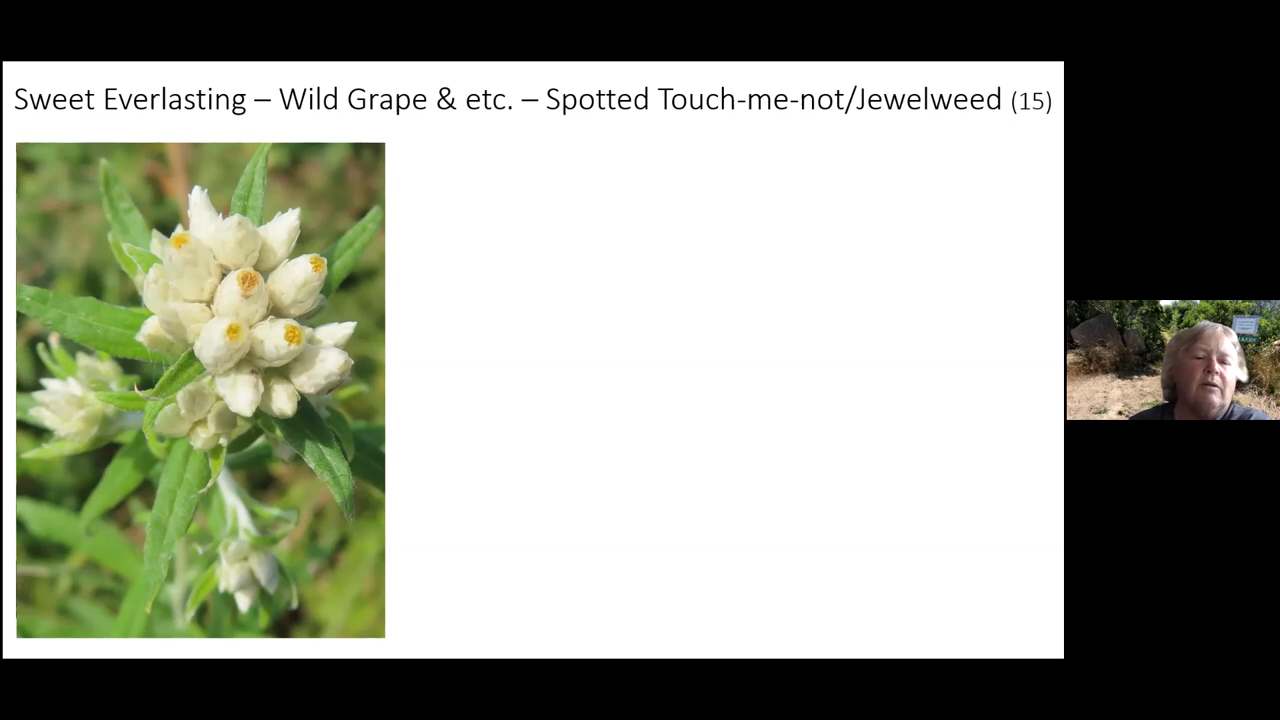 Sweet Everlasting – Wild Grape & etc. – Spotted Touch-me-not/Jewelweed (15)